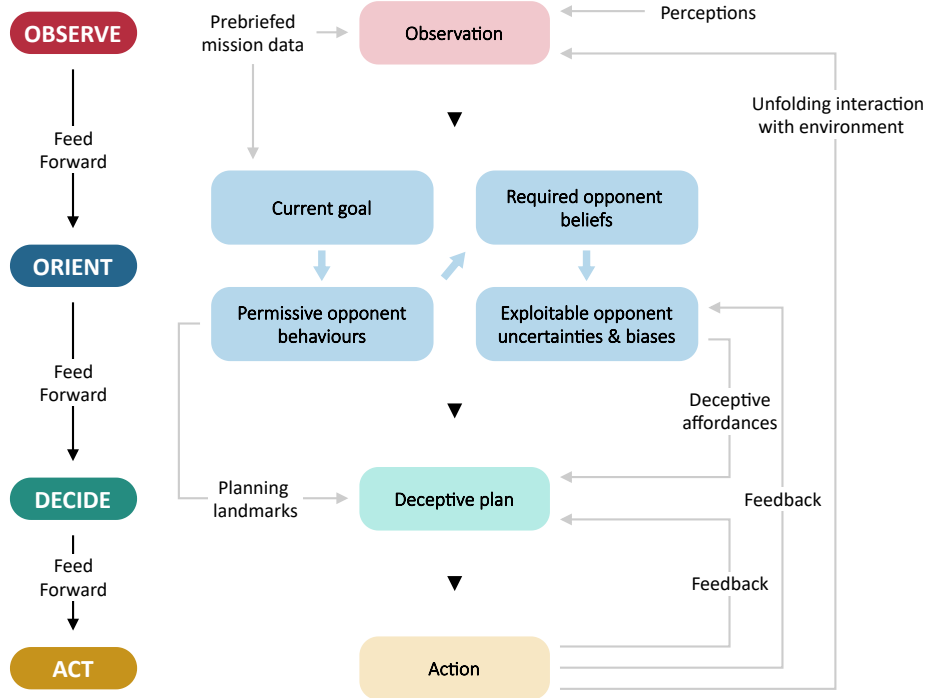 OBSERVE
Prebriefed
mission data
Observation
Perceptions
Unfolding interaction
with environment
Feed
Forward
Current goal
Required opponent
beliefs
ORIENT
Permissive opponent
behaviours
Exploitable opponent
uncertainties & biases
Feed
Forward
Deceptive
affordances
DECIDE
Planning
landmarks
Deceptive plan
Feedback
Feed
Forward
Feedback
ACT
Action